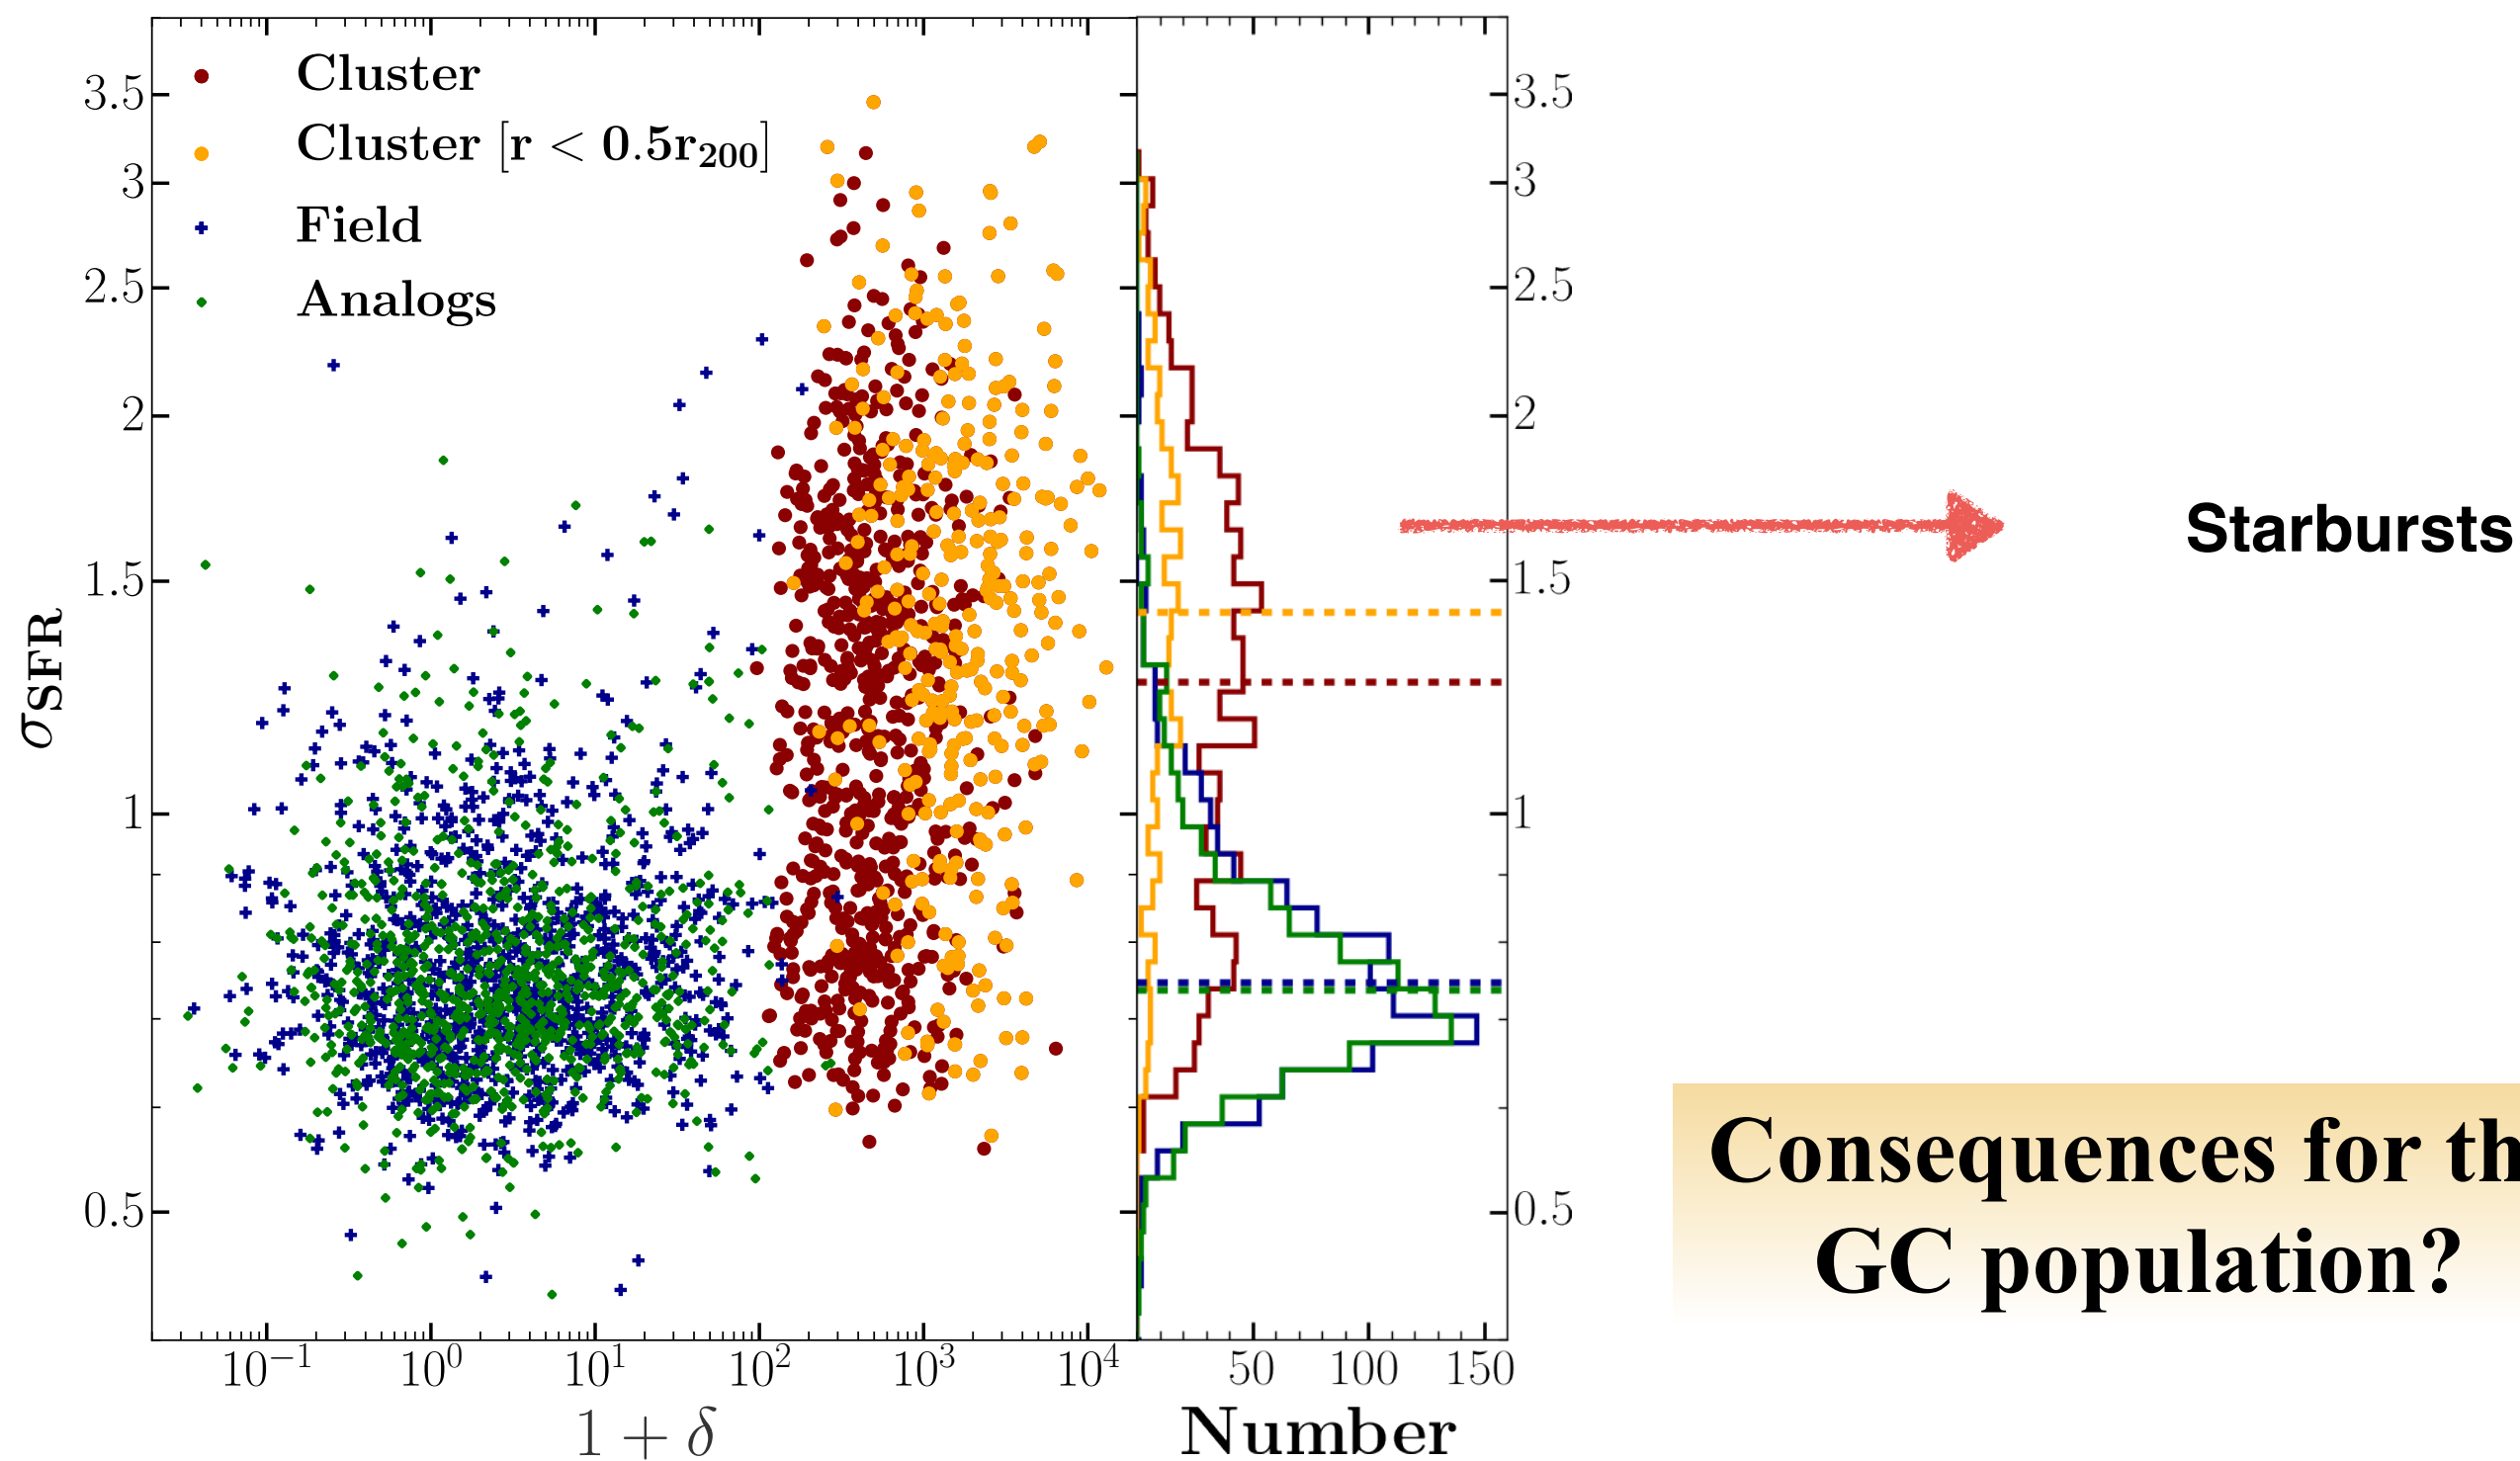 Cluster
Cluster [r < 0.5r₂₀₀]
Field
Analogs
3.5
3
2.5
2
1.5
1
0.5
σSFR
10⁻¹ 10⁰ 10¹ 10² 10³ 10⁴
1 + δ
3.5
3
2.5
2
1.5
1
0.5
50 100 150
Number
Starbursts
Consequences for th
GC population?